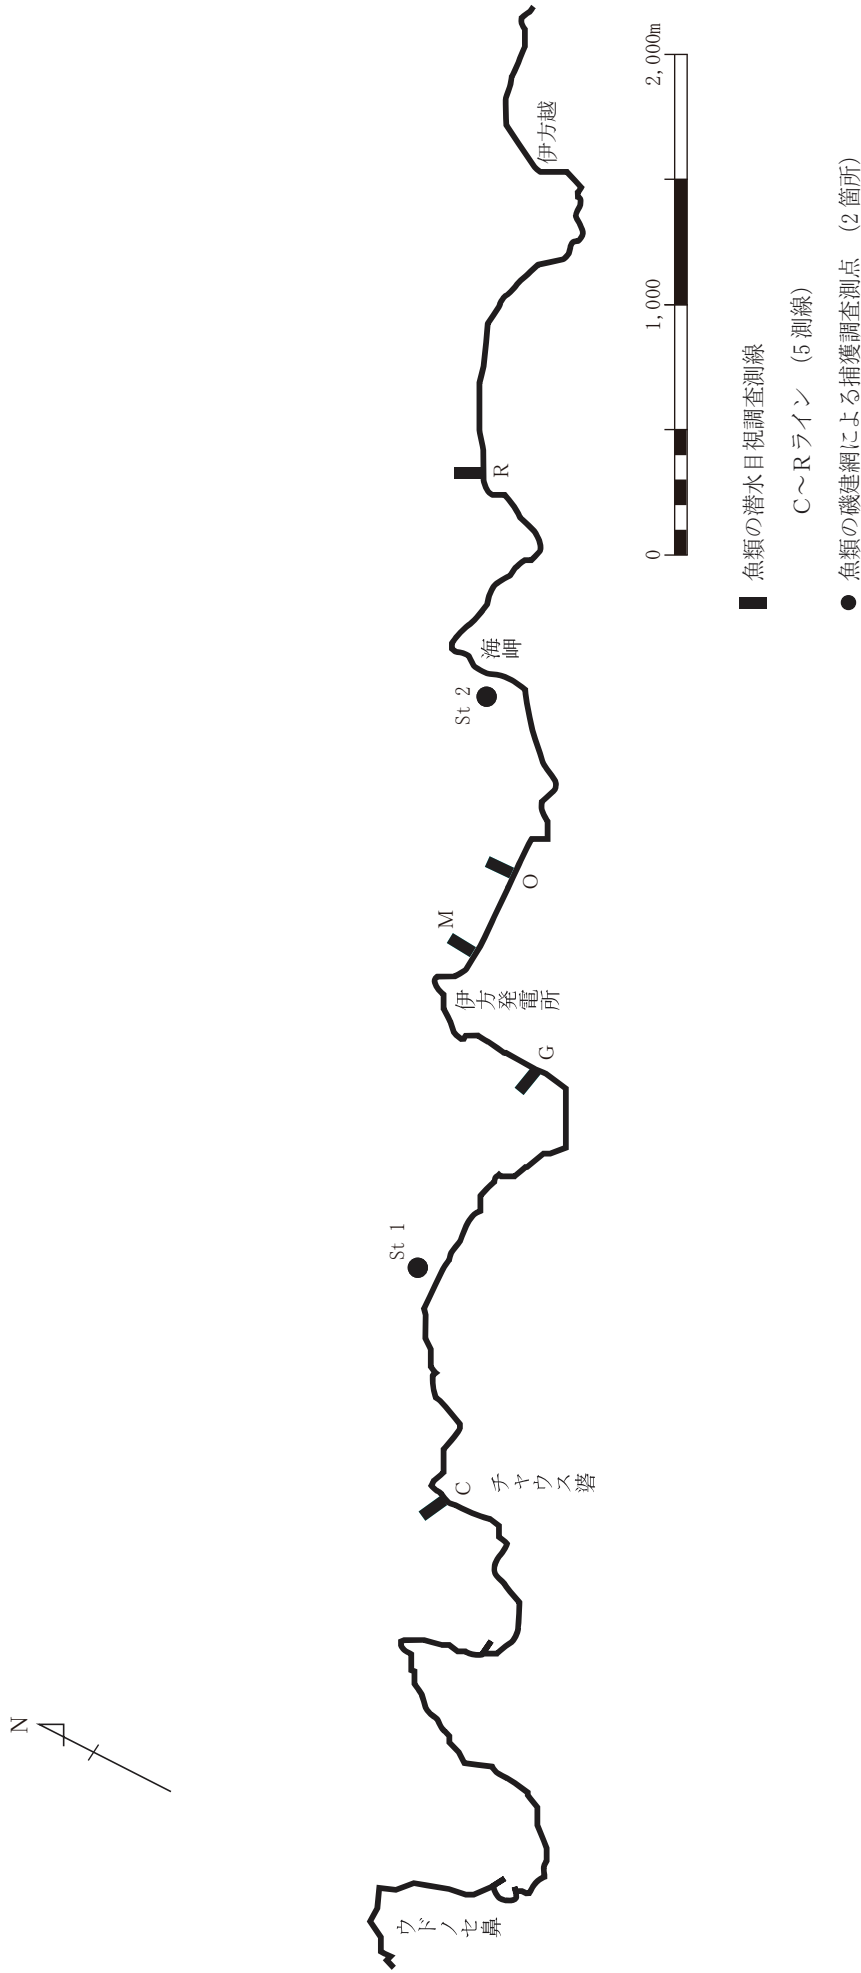 N
ウドノセ鼻
C
チャウス碆
St 1
G
伊方発電所
M
O
St 2
海岬
R
伊方越
0
1,000
2,000m
魚類の潜水目視調査測線
C～Rライン （5測線）
魚類の磯建網による捕獲調査測点 （2箇所）